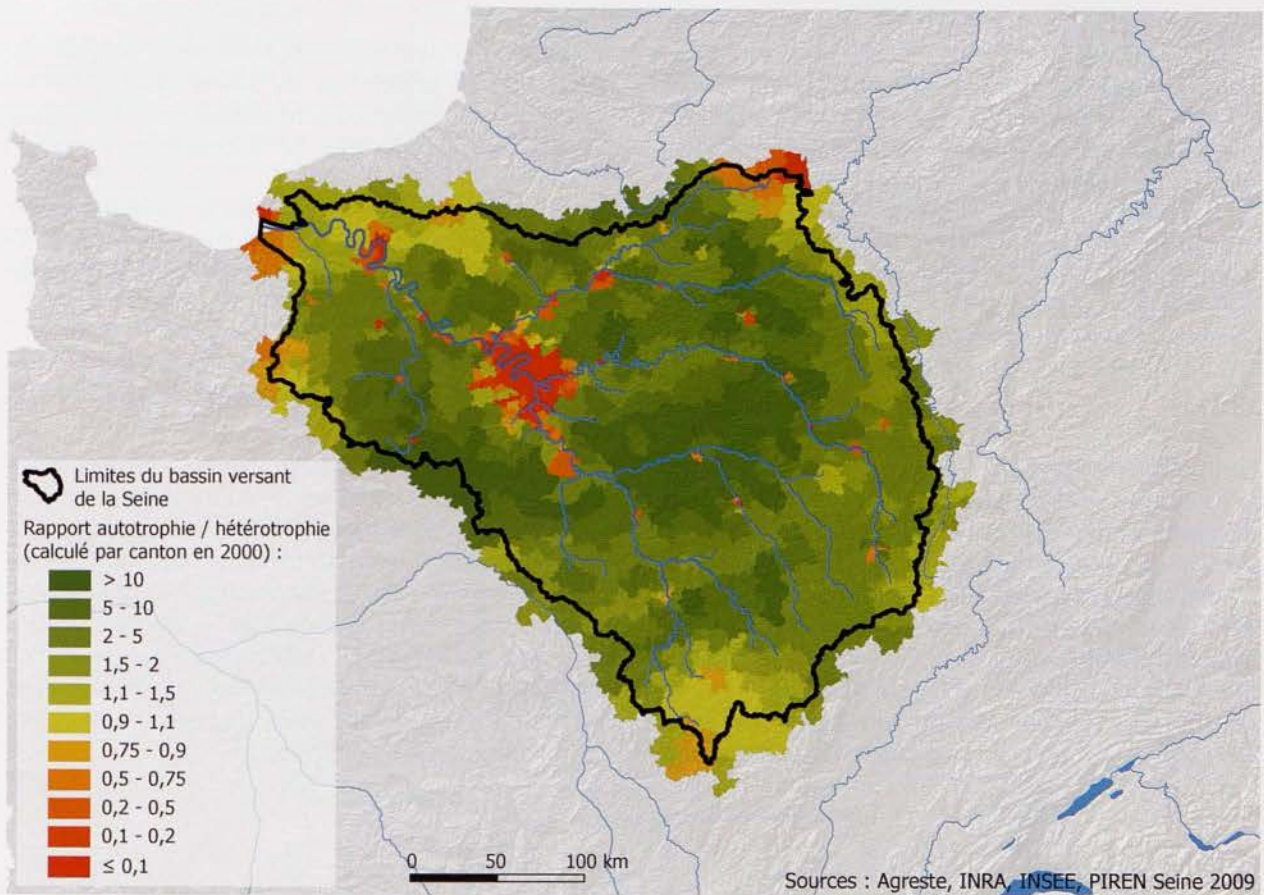 Limites du bassin versant
de la Seine
Rapport autotrophie / hétérotrophie
(calculé par canton en 2000) :
> 10
5 - 10
2 - 5
1,5 - 2
1,1 - 1,5
0,9 - 1,1
0,75 - 0,9
0,5 - 0,75
0,2 - 0,5
0,1 - 0,2
≤ 0,1
0 50 100 km
Sources : Agreste, INRA, INSEE, PIREN Seine 2009